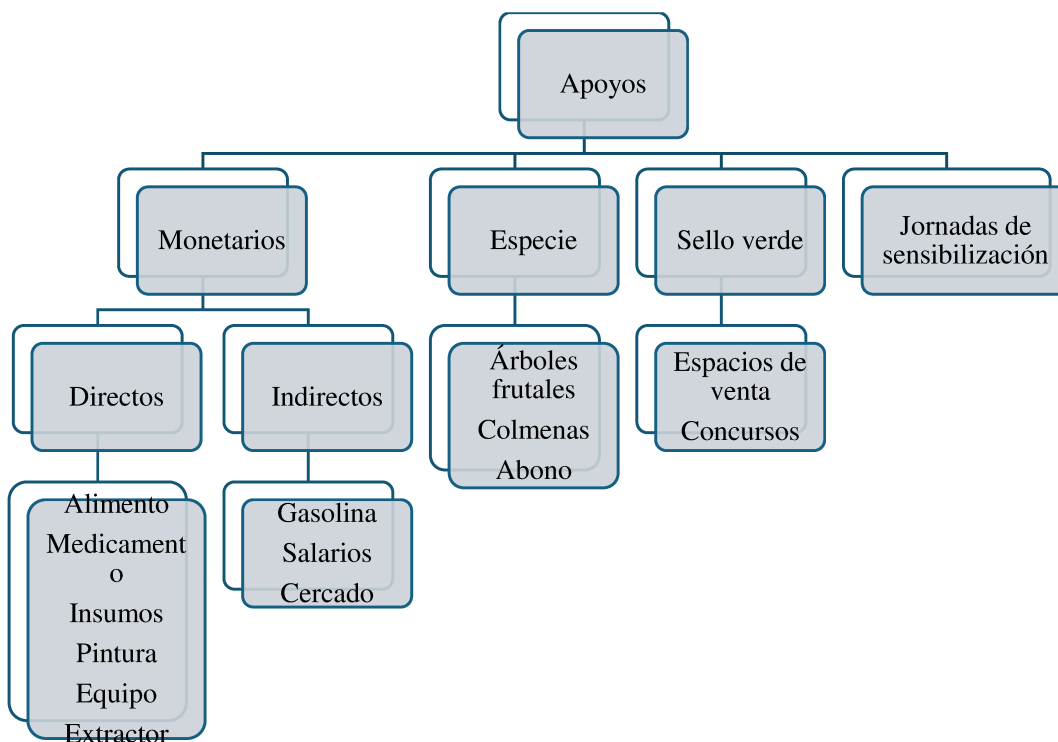 Apoyos
Monetarios
Especie
Sello verde
Jornadas de
sensibilización
Directos
Indirectos
Árboles
frutales
Colmenas
Abono
Espacios de
venta
Concursos
Alimento
Medicament
o
Insumos
Pintura
Equipo
Extractor
Gasolina
Salarios
Cercado